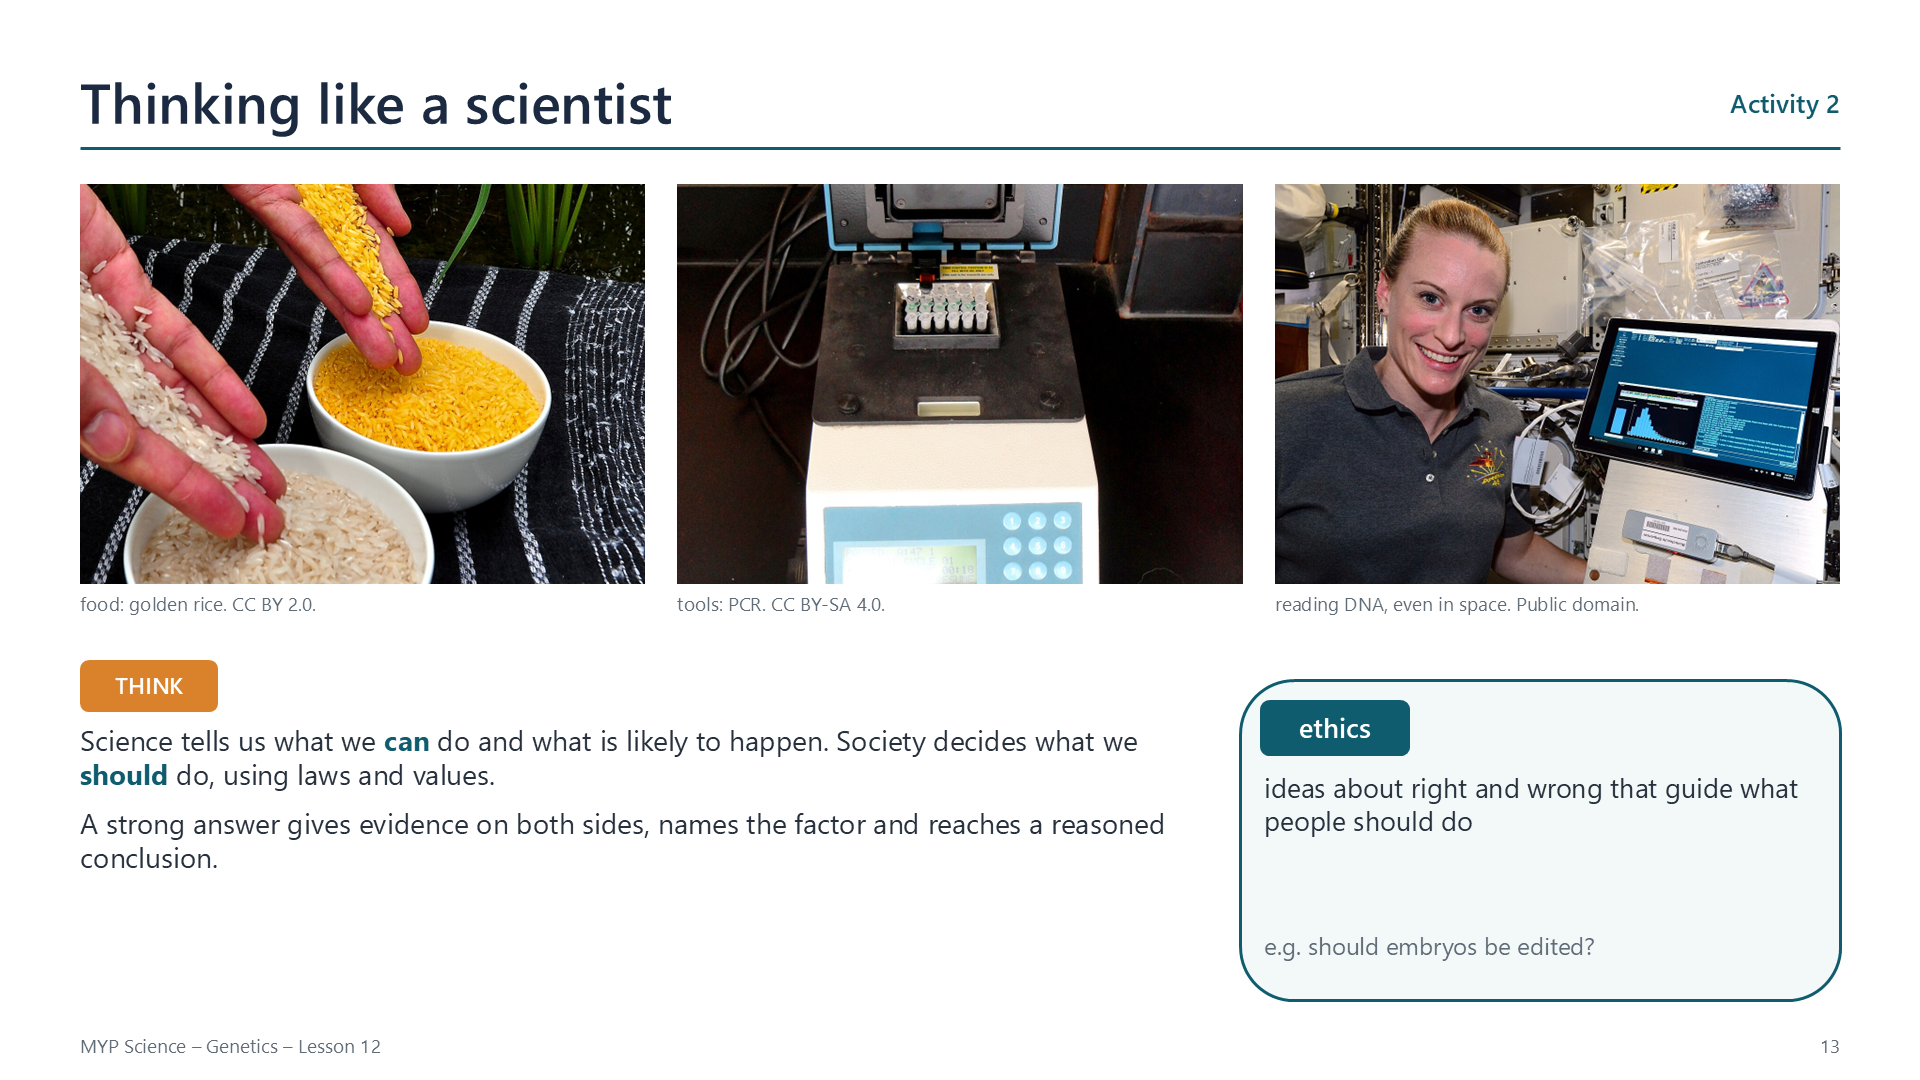 Thinking like a scientist
Activity 2
food: golden rice. CC BY 2.0.
tools: PCR. CC BY-SA 4.0.
reading DNA, even in space. Public domain.
THINK
Science tells us what we can do and what is likely to happen. Society decides what we
should do, using laws and values.
A strong answer gives evidence on both sides, names the factor and reaches a reasoned
conclusion.
ethics
ideas about right and wrong that guide what
people should do
e.g. should embryos be edited?
MYP Science – Genetics – Lesson 12
13